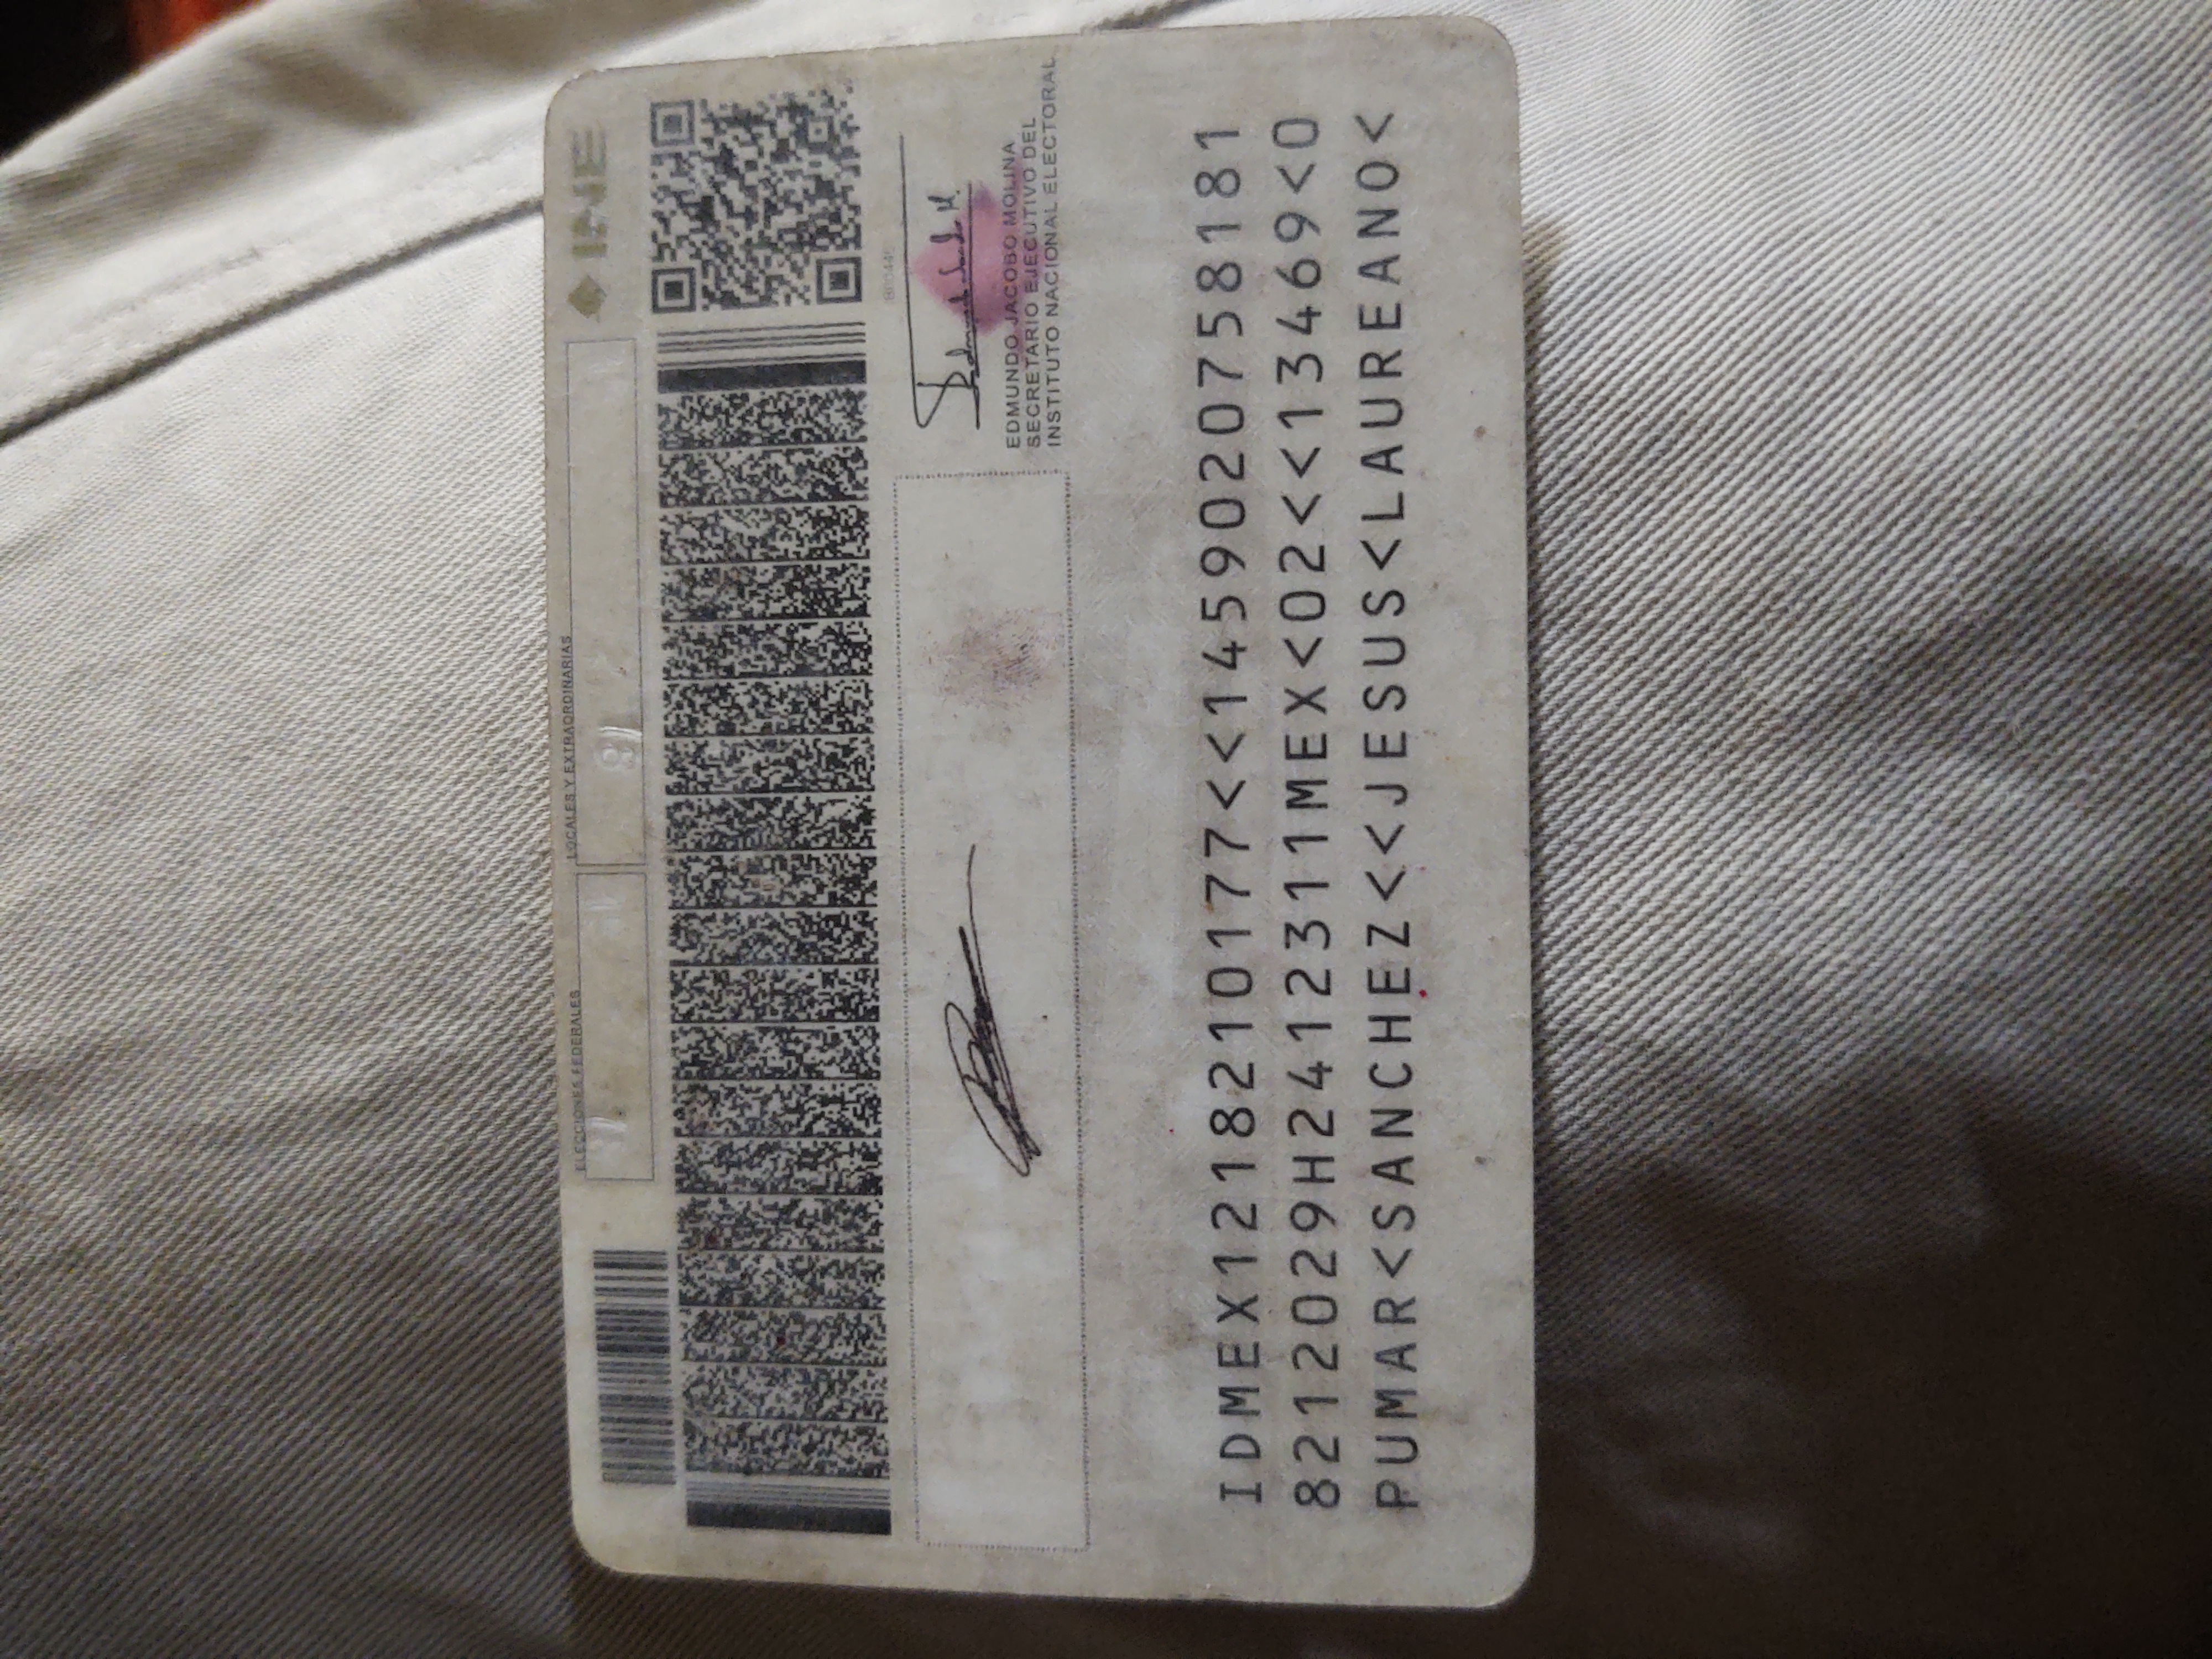 INE
ELECCIONES FEDERALES
LOCALES Y EXTRAORDINARIAS
EDMUNDO JACOBO MOLINA
SECRETARIO EJECUTIVO DEL
INSTITUTO NACIONAL ELECTORAL
IDMEX1218210177<<1459020758181
8212029H2412311MEX<02<<13469<0
PUMAR<SANCHEZ<<JESUS<LAUREANO<